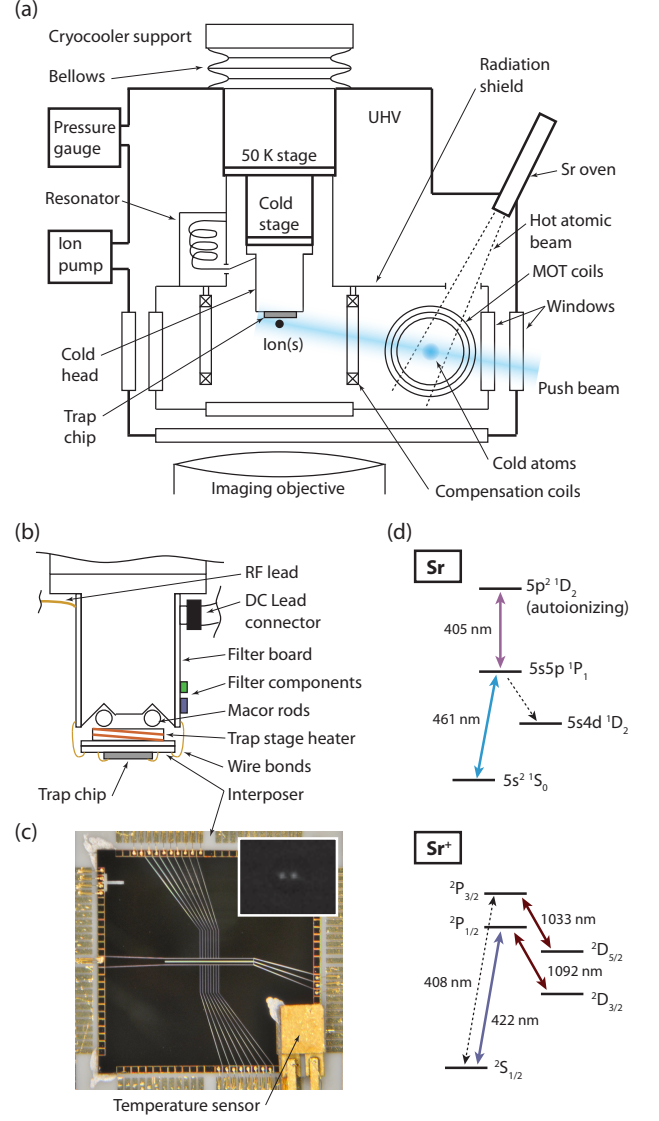 (a)
Cryocooler support
Bellows
Pressure
gauge
Resonator
Ion
pump
50 K stage
Cold
stage
UHV
Radiation
shield
Sr oven
Hot atomic
beam
MOT coils
Windows
Cold
head
Trap
chip
Ion(s)
Push beam
Cold atoms
Compensation coils
Imaging objective
(b)
RF lead
DC Lead
connector
Filter board
Filter components
Macor rods
Trap stage heater
Wire bonds
Trap chip
Interposer
(c)
Temperature sensor
(d)
Sr
5p² ¹D₂
(autoionizing)
405 nm
5s5p ¹P₁
461 nm
5s4d ¹D₂
5s² ¹S₀
Sr⁺
²P₃/₂
²P₁/₂
1033 nm
²D₅/₂
1092 nm
²D₃/₂
408 nm
422 nm
²S₁/₂